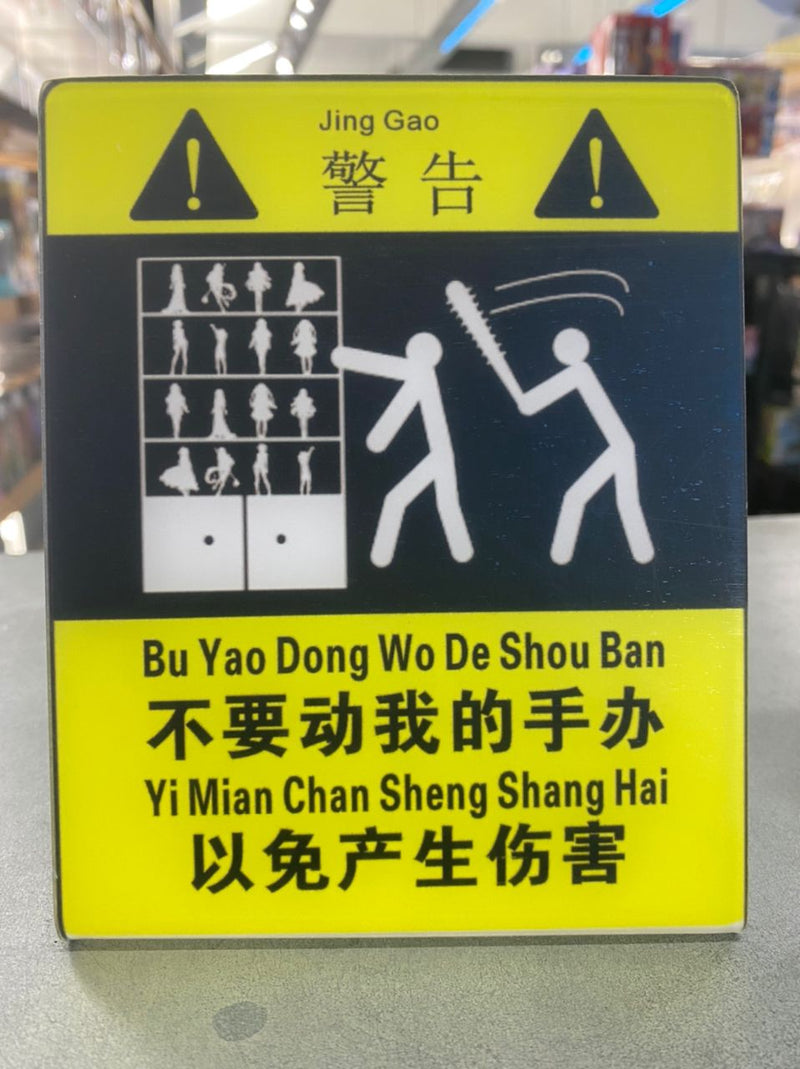 Jing Gao
警告
Bu Yao Dong Wo De Shou Ban
不要动我的手办
Yi Mian Chan Sheng Shang Hai
以免产生伤害